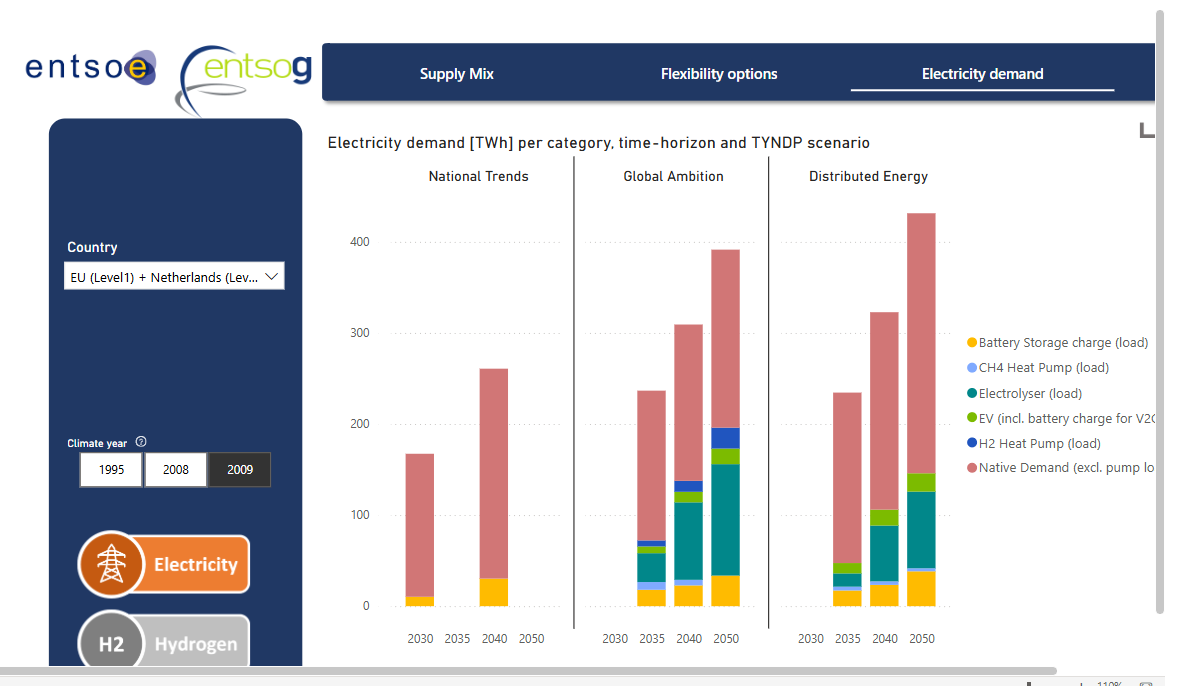 entsoe
entsog
Supply Mix
Flexibility options
Electricity demand
Electricity demand [TWh] per category, time-horizon and TYNDP scenario
National Trends
Global Ambition
Distributed Energy
Country
EU (Level1) + Netherlands (Lev...
400
300
200
100
0
Battery Storage charge (load)
CH4 Heat Pump (load)
Electrolyser (load)
EV (incl. battery charge for V2G
H2 Heat Pump (load)
Native Demand (excl. pump lo
Climate year ?
1995 2008 2009
Electricity
H2 Hydrogen
2030 2035 2040 2050
2030 2035 2040 2050
2030 2035 2040 2050
110%